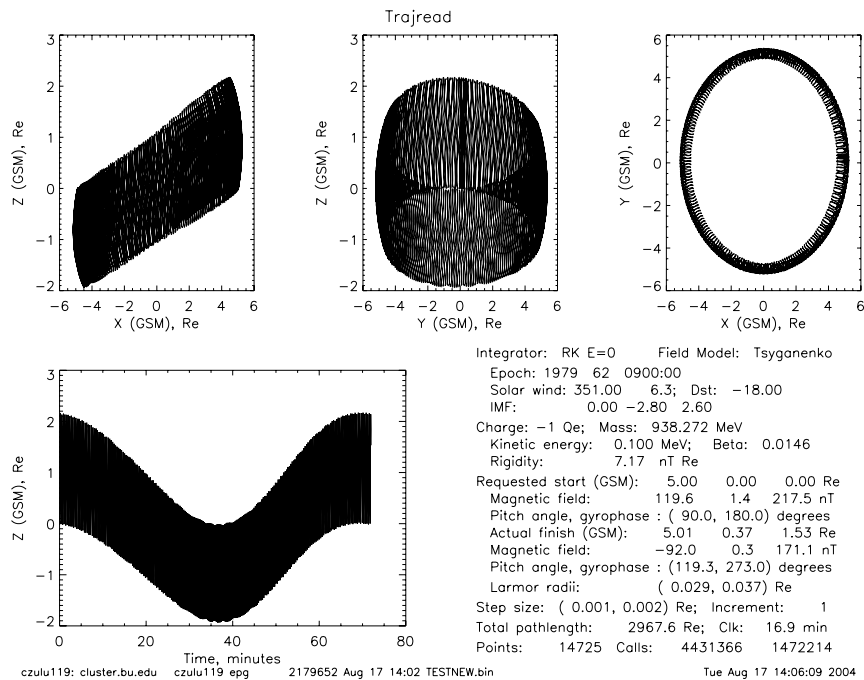 Trajread
3
2
1
0
−1
−2
Z (GSM), Re
−6 −4 −2 0 2 4 6
X (GSM), Re
3
2
1
0
−1
−2
Z (GSM), Re
−6 −4 −2 0 2 4 6
Y (GSM), Re
6
4
2
0
−2
−4
−6
Y (GSM), Re
−6 −4 −2 0 2 4 6
X (GSM), Re
3
2
1
0
−1
−2
Z (GSM), Re
0 20 40 60 80
Time, minutes
Integrator: RK E=0 Field Model: Tsyganenko
Epoch: 1979 62 0900:00
Solar wind: 351.00 6.3; Dst: −18.00
IMF: 0.00 −2.80 2.60
Charge: −1 Qe; Mass: 938.272 MeV
Kinetic energy: 0.100 MeV; Beta: 0.0146
Rigidity: 7.17 nT Re
Requested start (GSM): 5.00 0.00 0.00 Re
Magnetic field: 119.6 1.4 217.5 nT
Pitch angle, gyrophase : ( 90.0, 180.0) degrees
Actual finish (GSM): 5.01 0.37 1.53 Re
Magnetic field: −92.0 0.3 171.1 nT
Pitch angle, gyrophase : (119.3, 273.0) degrees
Larmor radii: ( 0.029, 0.037) Re
Step size: ( 0.001, 0.002) Re; Increment: 1
Total pathlength: 2967.6 Re; Clk: 16.9 min
Points: 14725 Calls: 4431366 1472214
czulu119: cluster.bu.edu czulu119 epg 2179652 Aug 17 14:02 TESTNEW.bin Tue Aug 17 14:06:09 2004